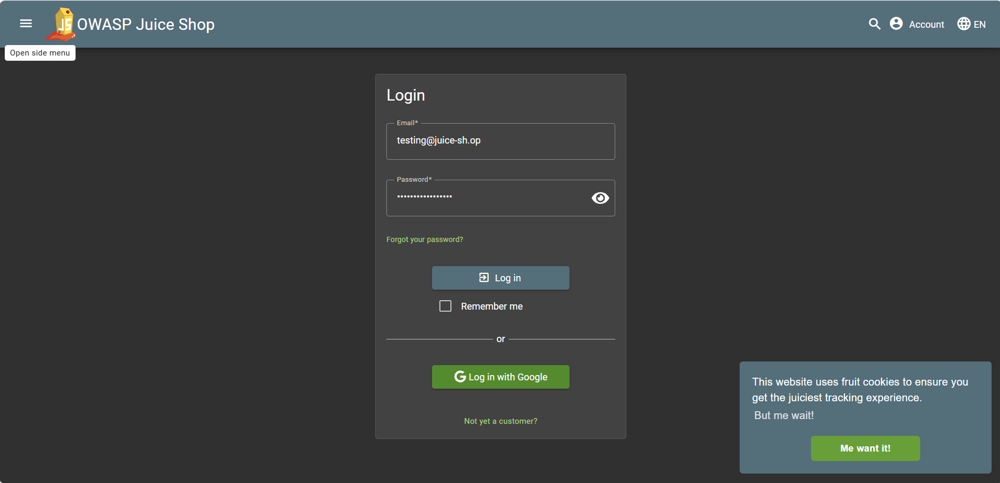 JS
OWASP Juice Shop
Account
EN
Open side menu
Login
Email*
testing@juice-sh.op
Password*
•••••••••••••••••
Forgot your password?
Log in
Remember me
or
G Log in with Google
Not yet a customer?
This website uses fruit cookies to ensure you
get the juiciest tracking experience.
But me wait!
Me want it!